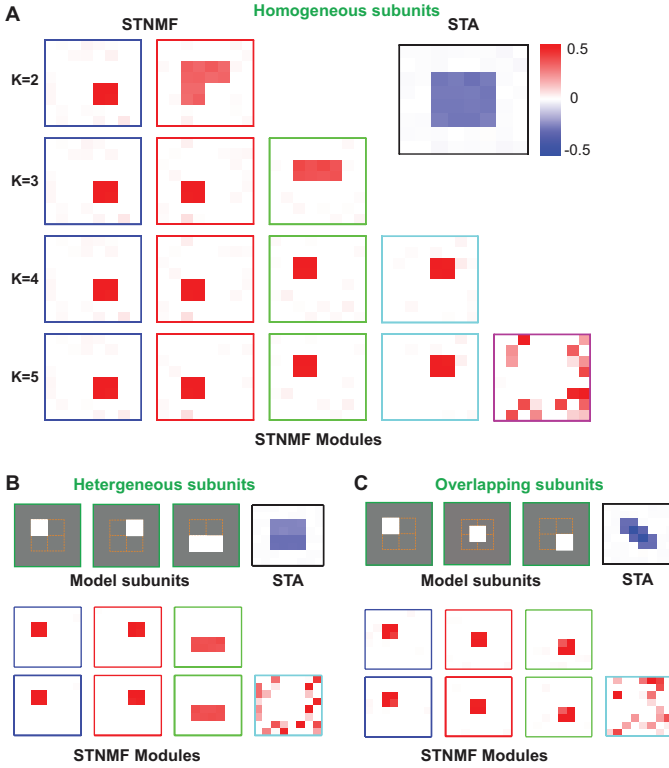 A
Homogeneous subunits
STNMF
STA
K=2
0.5
0
-0.5
K=3
K=4
K=5
STNMF Modules
B
Hetergeneous subunits
Model subunits
STA
STNMF Modules
C
Overlapping subunits
Model subunits
STA
STNMF Modules